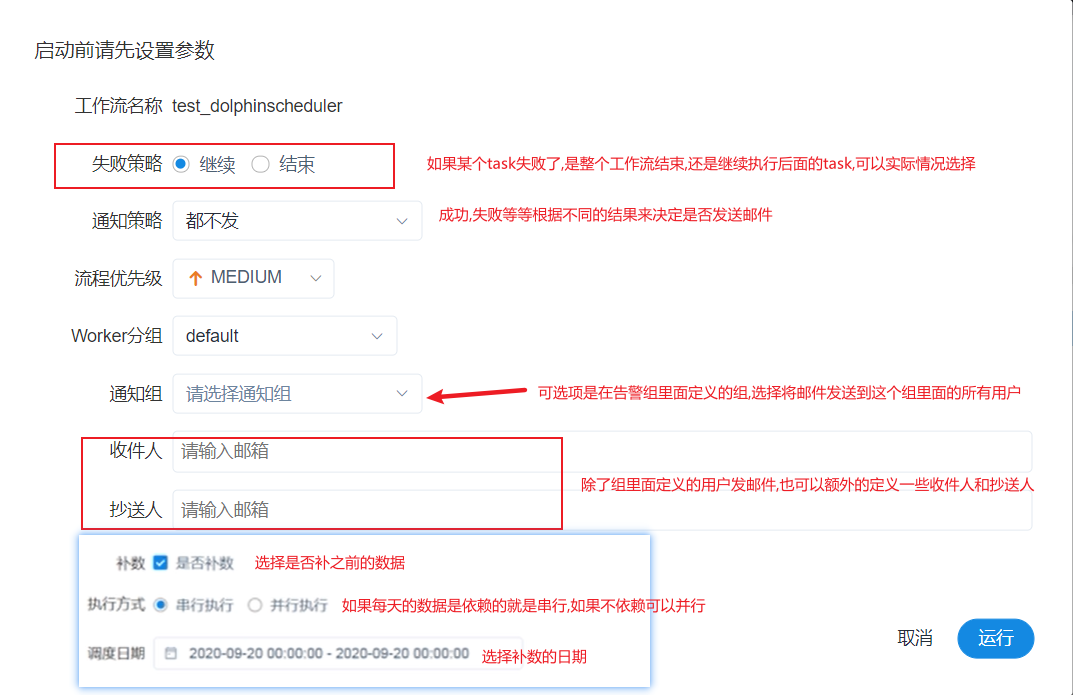 启动前请先设置参数
工作流名称 test_dolphinscheduler
失败策略 继续 结束 如果某个task失败了,是整个工作流结束,还是继续执行后面的task,可以实际情况选择
通知策略 都不发 成功,失败等等根据不同的结果来决定是否发送邮件
流程优先级 MEDIUM
Worker分组 default
通知组 请选择通知组 可选项是在告警组里面定义的组,选择将邮件发送到这个组里面的所有用户
收件人 请输入邮箱
除了组里面定义的用户发邮件,也可以额外的定义一些收件人和抄送人
抄送人 请输入邮箱
补数 是否补数 选择是否补之前的数据
执行方式 串行执行 并行执行 如果每天的数据是依赖的就是串行,如果不依赖可以并行
调度日期 2020-09-20 00:00:00 - 2020-09-20 00:00:00 选择补数的日期
取消 运行